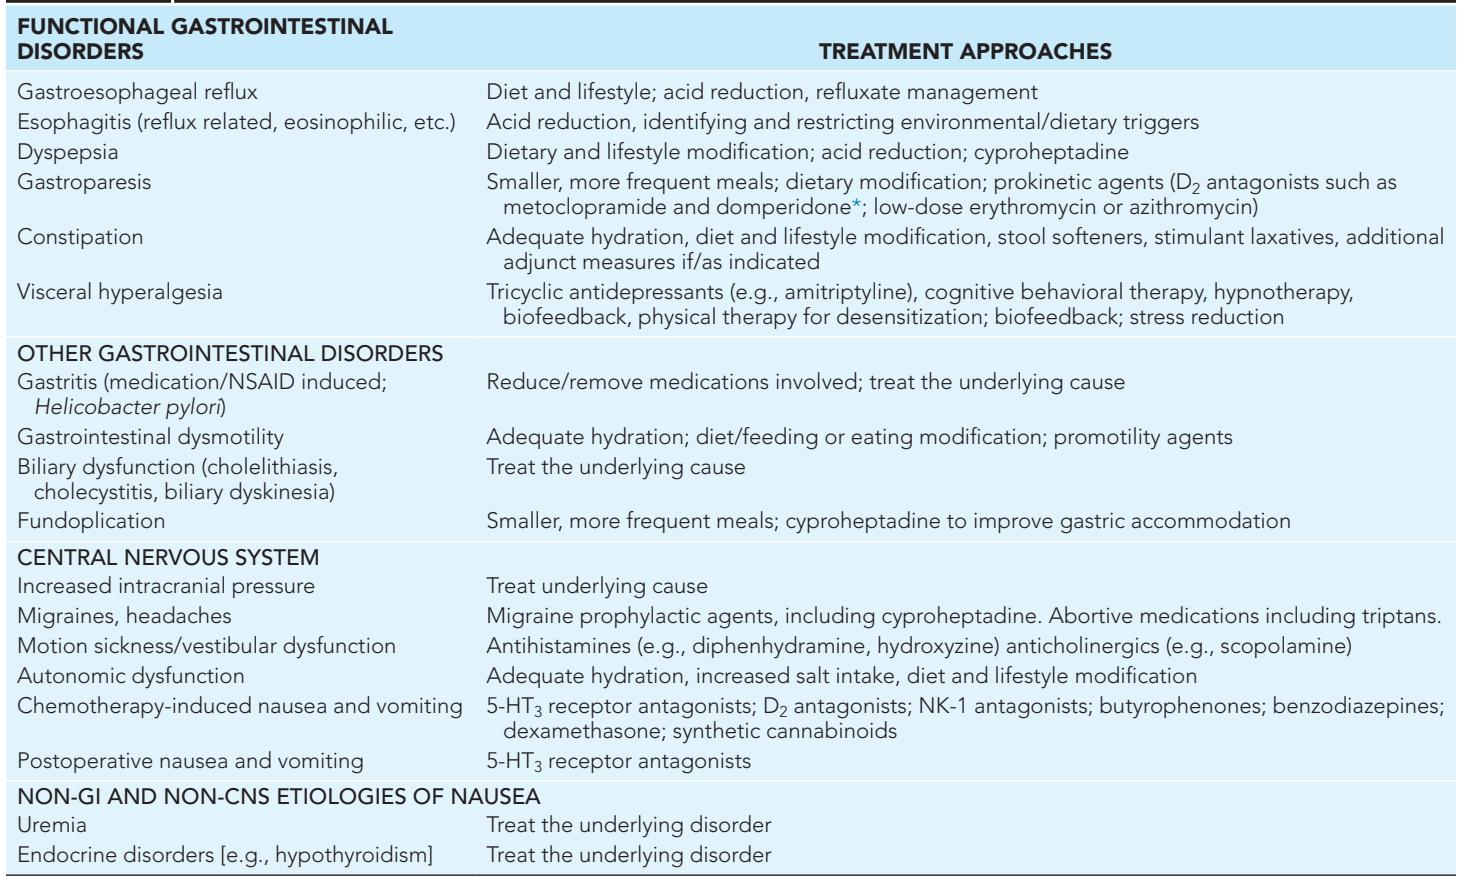 FUNCTIONAL GASTROINTESTINAL
DISORDERS TREATMENT APPROACHES
Gastroesophageal reflux Diet and lifestyle; acid reduction, refluxate management
Esophagitis (reflux related, eosinophilic, etc.) Acid reduction, identifying and restricting environmental/dietary triggers
Dyspepsia Dietary and lifestyle modification; acid reduction; cyproheptadine
Gastroparesis Smaller, more frequent meals; dietary modification; prokinetic agents (D₂ antagonists such as
metoclopramide and domperidone*; low-dose erythromycin or azithromycin)
Constipation Adequate hydration, diet and lifestyle modification, stool softeners, stimulant laxatives, additional
adjunct measures if/as indicated
Visceral hyperalgesia Tricyclic antidepressants (e.g., amitriptyline), cognitive behavioral therapy, hypnotherapy,
biofeedback, physical therapy for desensitization; biofeedback; stress reduction
OTHER GASTROINTESTINAL DISORDERS
Gastritis (medication/NSAID induced; Reduce/remove medications involved; treat the underlying cause
Helicobacter pylori)
Gastrointestinal dysmotility Adequate hydration; diet/feeding or eating modification; promotility agents
Biliary dysfunction (cholelithiasis, Treat the underlying cause
cholecystitis, biliary dyskinesia)
Fundoplication Smaller, more frequent meals; cyproheptadine to improve gastric accommodation
CENTRAL NERVOUS SYSTEM
Increased intracranial pressure Treat underlying cause
Migraines, headaches Migraine prophylactic agents, including cyproheptadine. Abortive medications including triptans.
Motion sickness/vestibular dysfunction Antihistamines (e.g., diphenhydramine, hydroxyzine) anticholinergics (e.g., scopolamine)
Autonomic dysfunction Adequate hydration, increased salt intake, diet and lifestyle modification
Chemotherapy-induced nausea and vomiting 5-HT₃ receptor antagonists; D₂ antagonists; NK-1 antagonists; butyrophenones; benzodiazepines;
dexamethasone; synthetic cannabinoids
Postoperative nausea and vomiting 5-HT₃ receptor antagonists
NON-GI AND NON-CNS ETIOLOGIES OF NAUSEA
Uremia Treat the underlying disorder
Endocrine disorders [e.g., hypothyroidism] Treat the underlying disorder